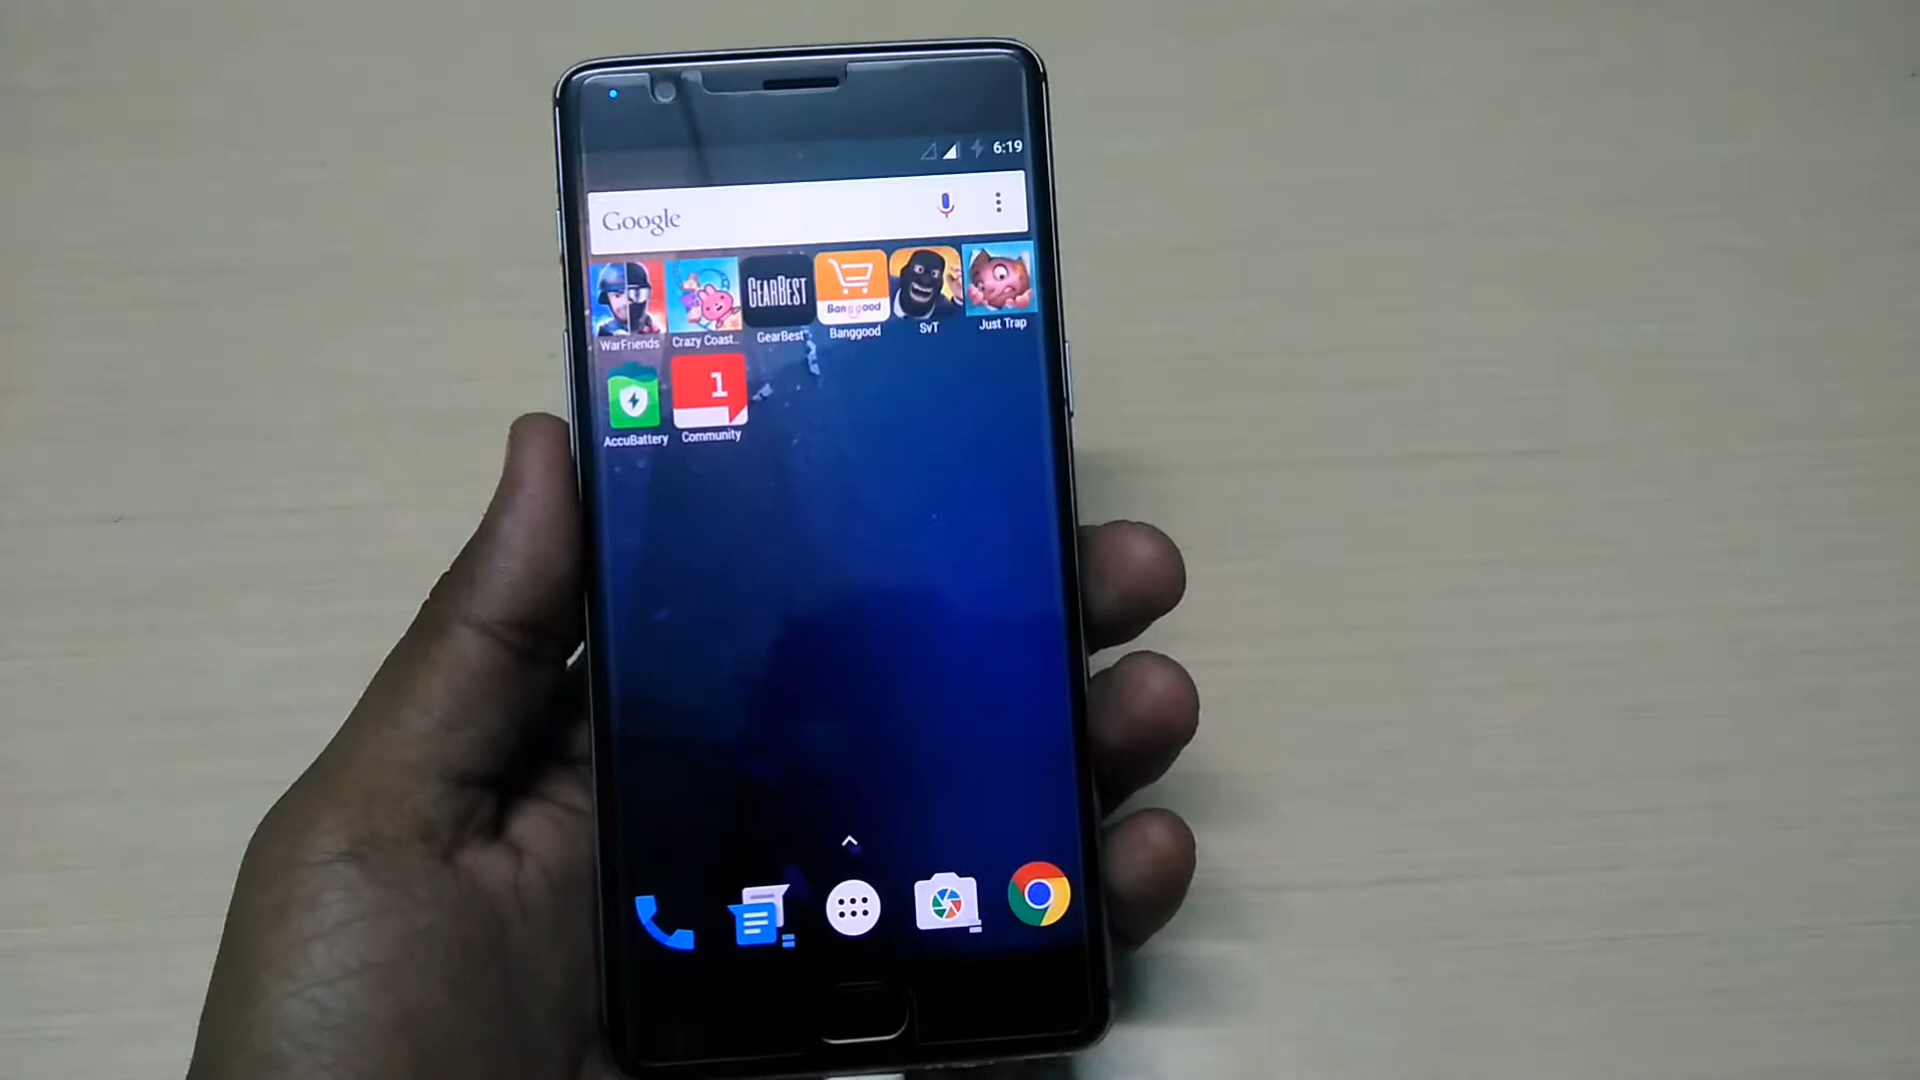 6:19
Google
GEARBEST
Banggood
WarFriends
Crazy Coast..
GearBest
Banggood
SvT
Just Trap
1
AccuBattery
Community